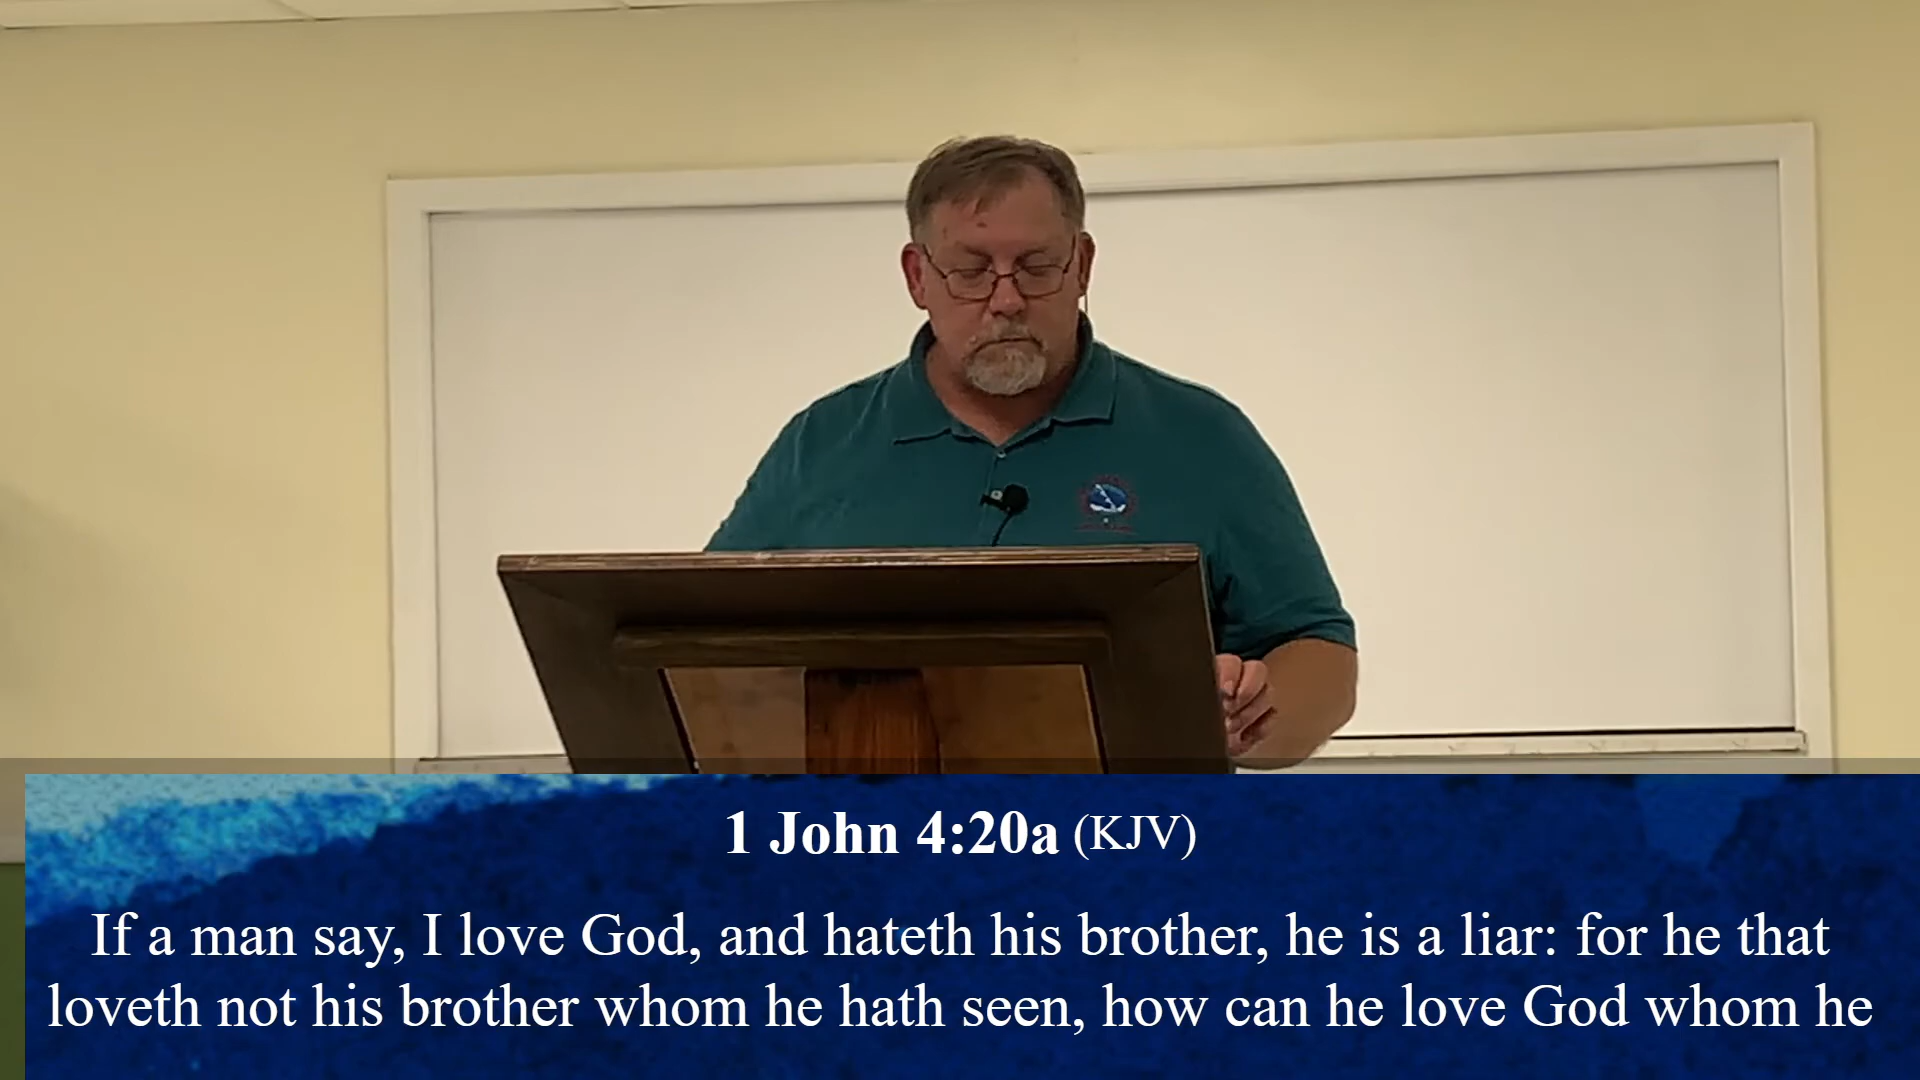 1 John 4:20a (KJV)
If a man say, I love God, and hateth his brother, he is a liar: for he that
loveth not his brother whom he hath seen, how can he love God whom he